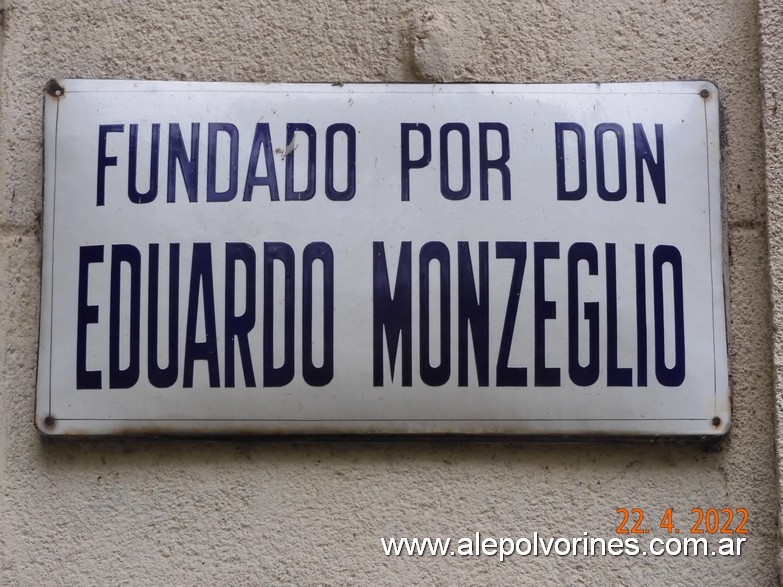 FUNDADO POR DON
EDUARDO MONZEGLIO
22. 4. 2022
www.alepolvorines.com.ar